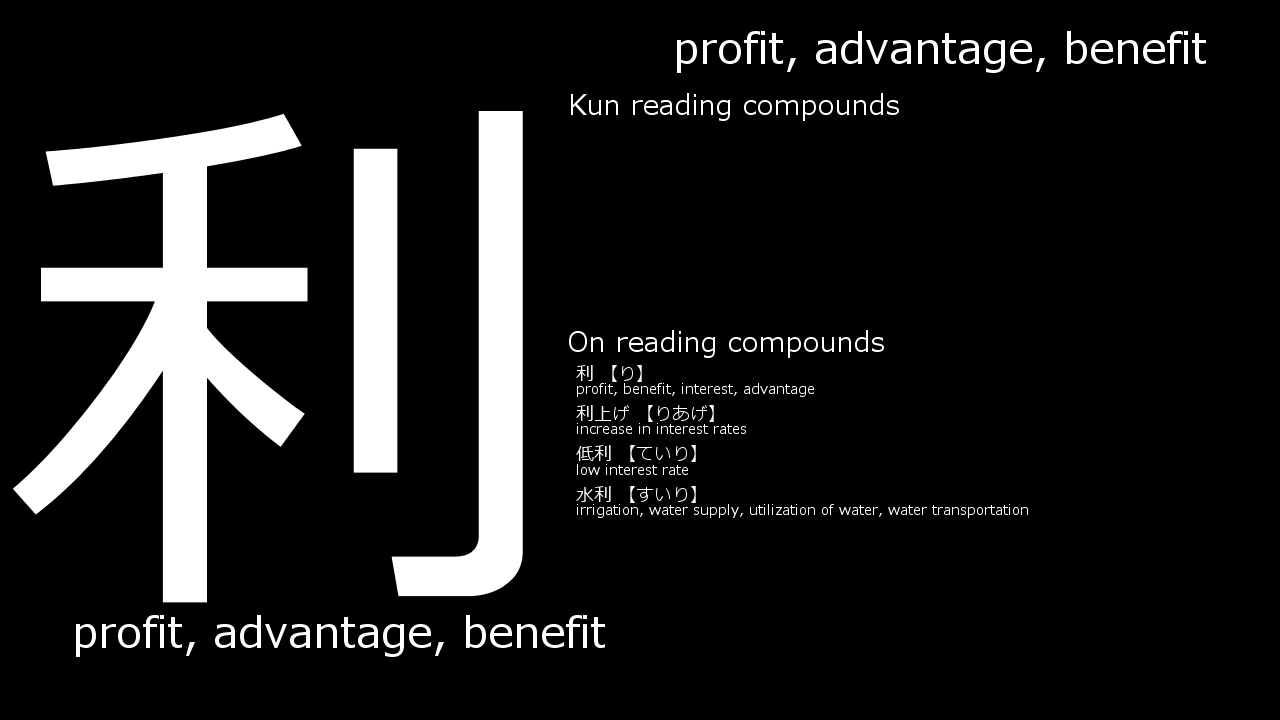 利
profit, advantage, benefit
profit, advantage, benefit
Kun reading compounds
On reading compounds
利 【り】
profit, benefit, interest, advantage
利上げ 【りあげ】
increase in interest rates
低利 【ていり】
low interest rate
水利 【すいり】
irrigation, water supply, utilization of water, water transportation